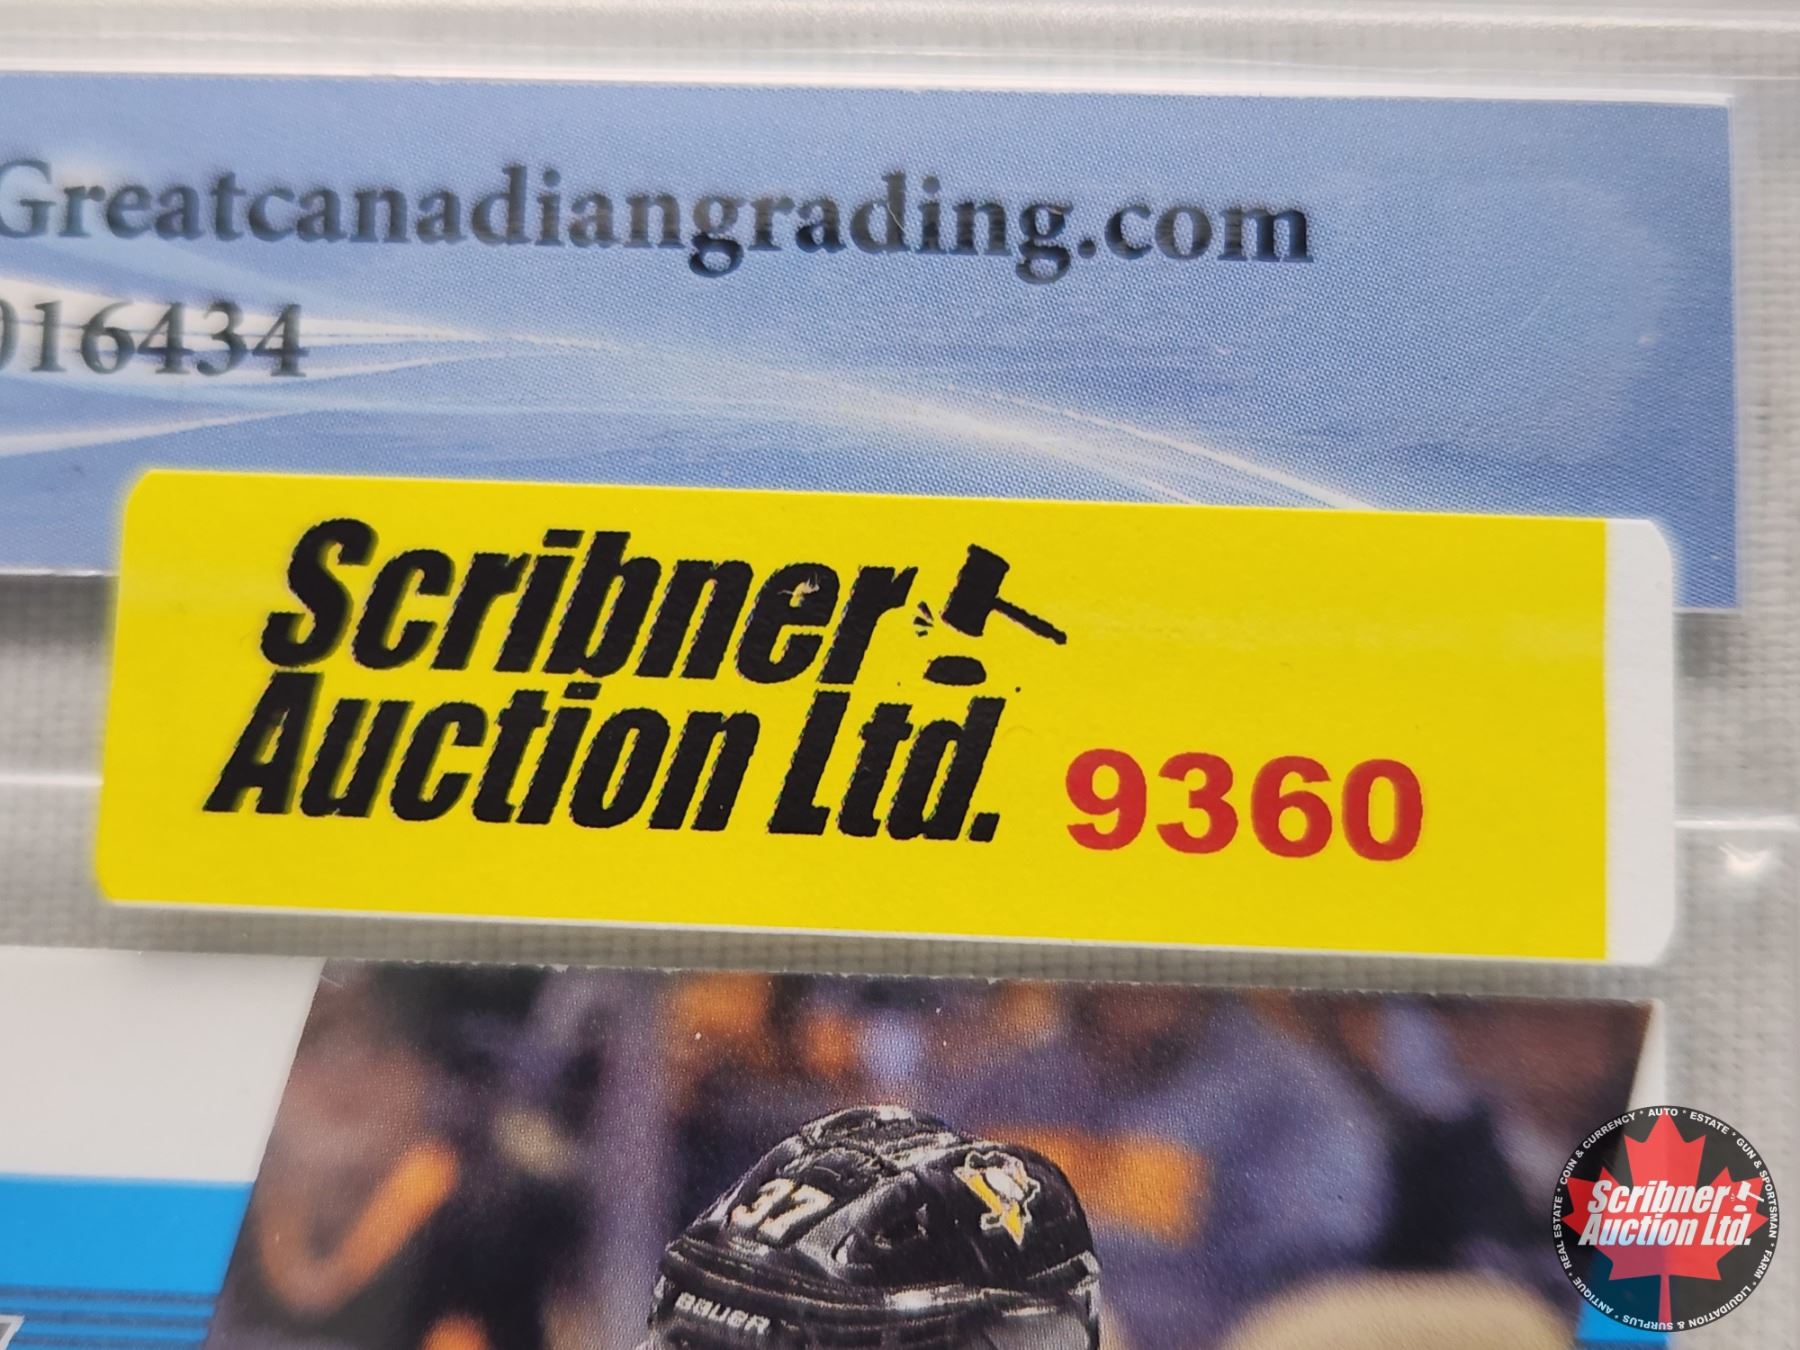 Greatcanadiangrading.com
016434
Scribner
Auction Ltd. 9360
37
BAUER
COIN & CURRENCY * AUTO * ESTATE * GUN & SPORTSMAN * FARM * LIQUIDATION & SURPLUS * ANTIQUE * REAL ESTATE *
Scribner
Auction Ltd.